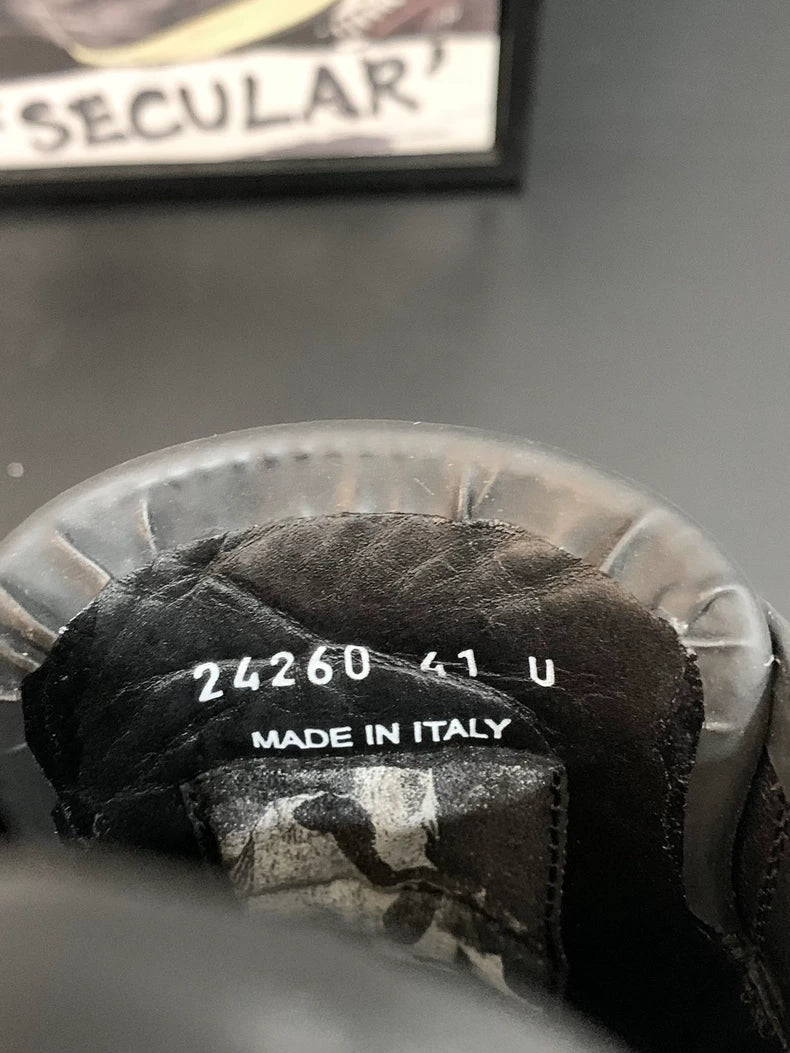 'SECULAR'
24260 41 U
MADE IN ITALY